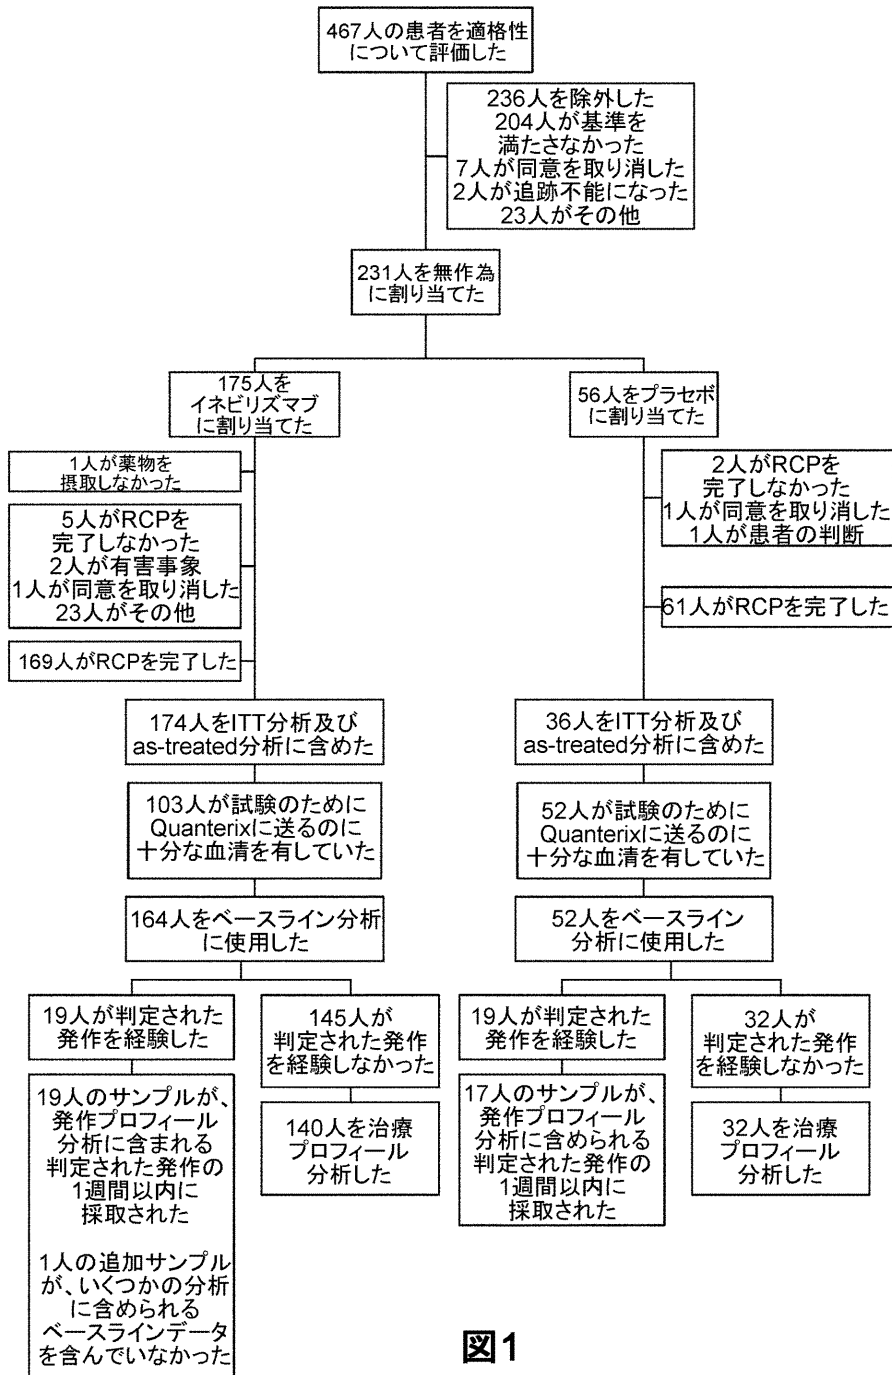 467人の患者を適格性
について評価した
236人を除外した
204人が基準を
満たさなかった
7人が同意を取り消した
2人が追跡不能になった
23人がその他
231人を無作為
に割り当てた
175人を
イネビリズマブ
に割り当てた
56人をプラセボ
に割り当てた
1人が薬物を
摂取しなかった
5人がRCPを
完了しなかった
2人が有害事象
1人が同意を取り消した
23人がその他
169人がRCPを完了した
2人がRCPを
完了しなかった
1人が同意を取り消した
1人が患者の判断
61人がRCPを完了した
174人をITT分析及び
as-treated分析に含めた
36人をITT分析及び
as-treated分析に含めた
103人が試験のために
Quanterixに送るのに
十分な血清を有していた
52人が試験のために
Quanterixに送るのに
十分な血清を有していた
164人をベースライン分析
に使用した
52人をベースライン
分析に使用した
19人が判定された
発作を経験した
145人が
判定された発作
を経験しなかった
19人が判定された
発作を経験した
32人が
判定された発作
を経験しなかった
19人のサンプルが、
発作プロフィール
分析に含まれる
判定された発作の
1週間以内に
採取された
1人の追加サンプル
が、いくつかの分析
に含められる
ベースラインデータ
を含んでいなかった
140人を治療
プロフィール
分析した
17人のサンプルが、
発作プロフィール
分析に含められる
判定された発作の
1週間以内に
採取された
32人を治療
プロフィール
分析した
図1